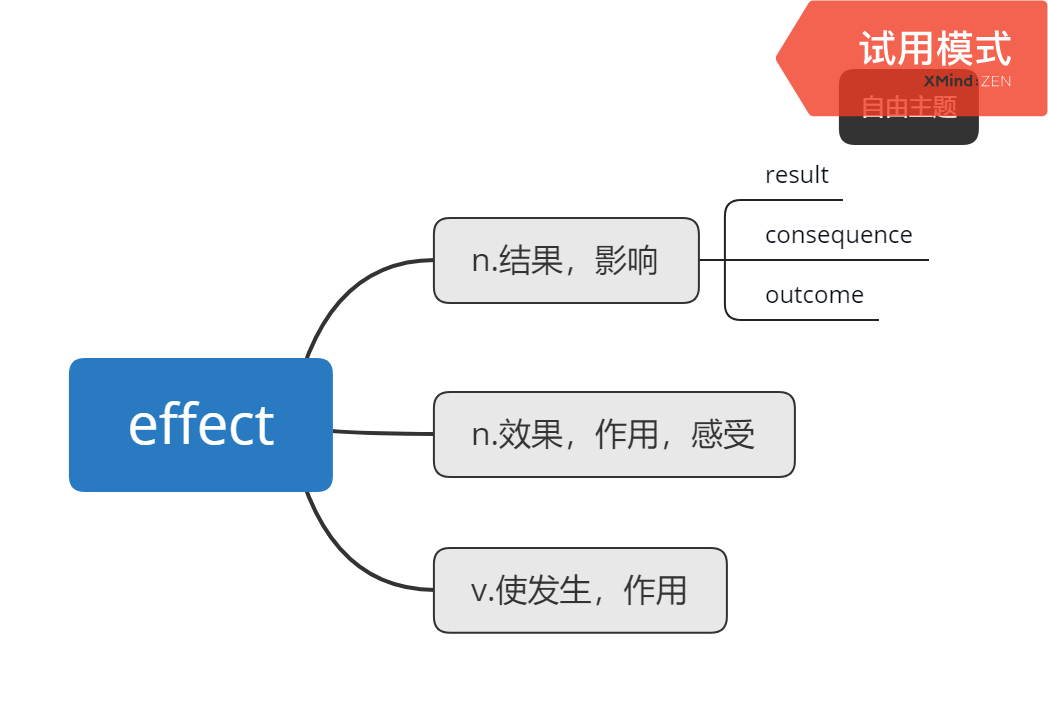 试用模式
XMind:ZEN
自由主题
effect
n.结果，影响
result
consequence
outcome
n.效果，作用，感受
v.使发生，作用